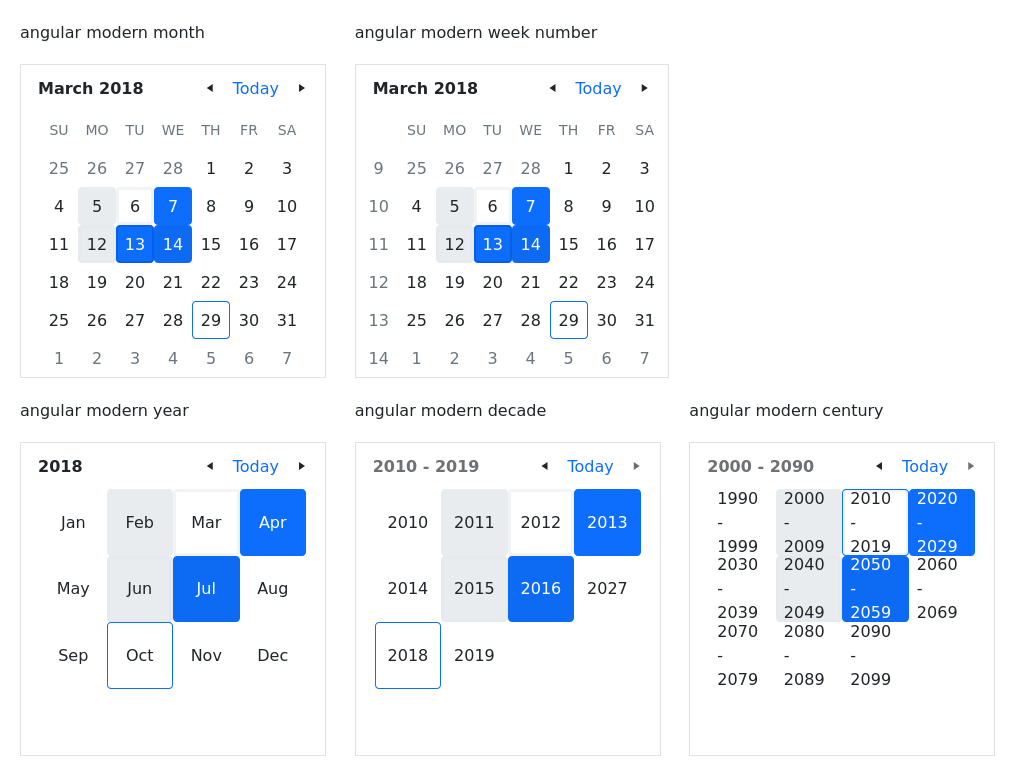 angular modern month
March 2018 ◄ Today ►
SU MO TU WE TH FR SA
25 26 27 28 1 2 3
4 5 6 7 8 9 10
11 12 13 14 15 16 17
18 19 20 21 22 23 24
25 26 27 28 29 30 31
1 2 3 4 5 6 7
angular modern week number
March 2018 ◄ Today ►
SU MO TU WE TH FR SA
9 25 26 27 28 1 2 3
10 4 5 6 7 8 9 10
11 11 12 13 14 15 16 17
12 18 19 20 21 22 23 24
13 25 26 27 28 29 30 31
14 1 2 3 4 5 6 7
angular modern year
2018 ◄ Today ►
Jan Feb Mar Apr
May Jun Jul Aug
Sep Oct Nov Dec
angular modern decade
2010 - 2019 ◄ Today ►
2010 2011 2012 2013
2014 2015 2016 2027
2018 2019
angular modern century
2000 - 2090 ◄ Today ►
1990 2000 2010 2020
- - - -
1999 2009 2019 2029
2030 2040 2050 2060
- - - -
2039 2049 2059 2069
2070 2080 2090
- - -
2079 2089 2099